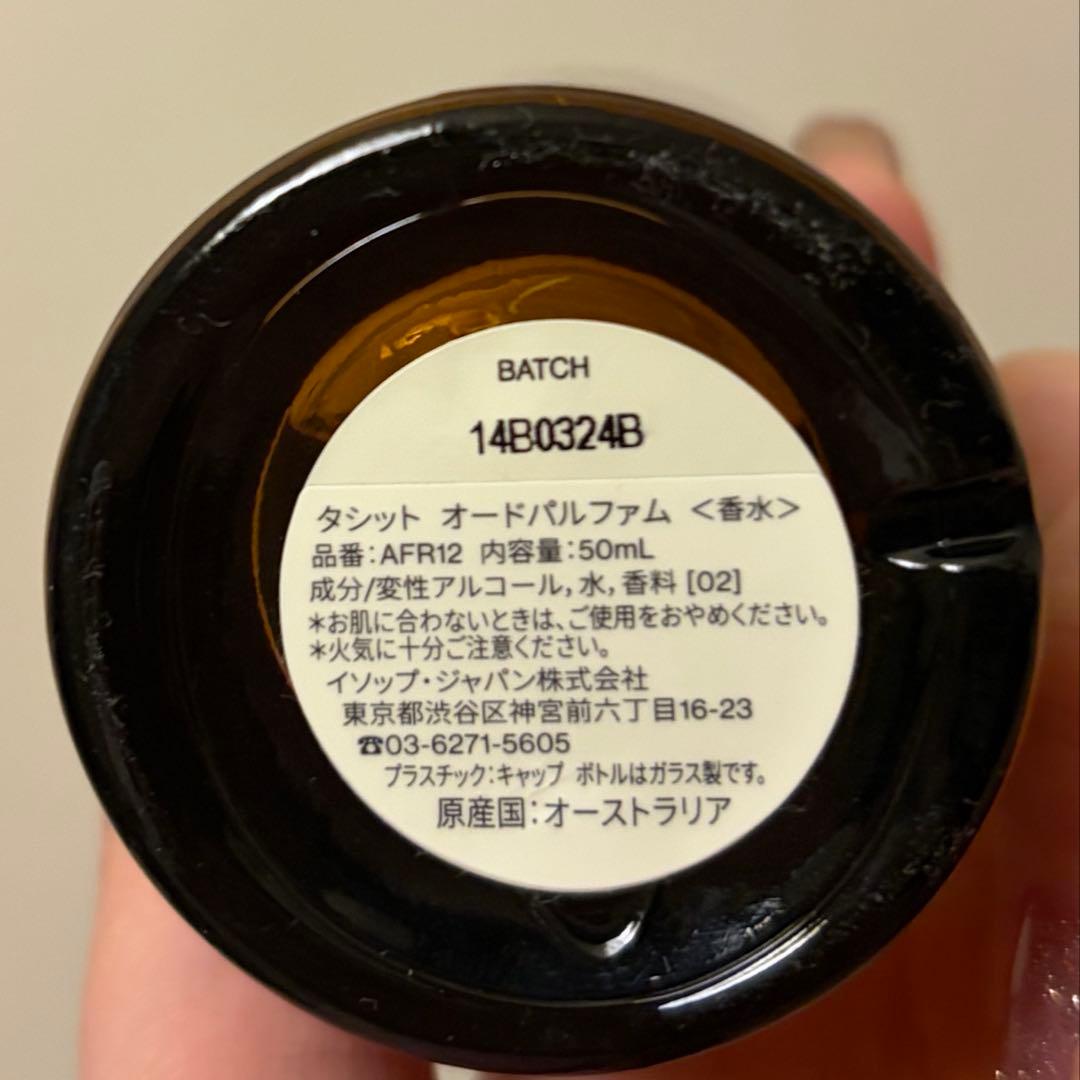 BATCH
14B0324B
タシット オードパルファム <香水>
品番:AFR12 内容量:50mL
成分/変性アルコール,水,香料 [02]
*お肌に合わないときは、ご使用をおやめください。
*火気に十分ご注意ください。
イソップ・ジャパン株式会社
東京都渋谷区神宮前六丁目16-23
☎03-6271-5605
プラスチック:キャップ ボトルはガラス製です。
原産国:オーストラリア